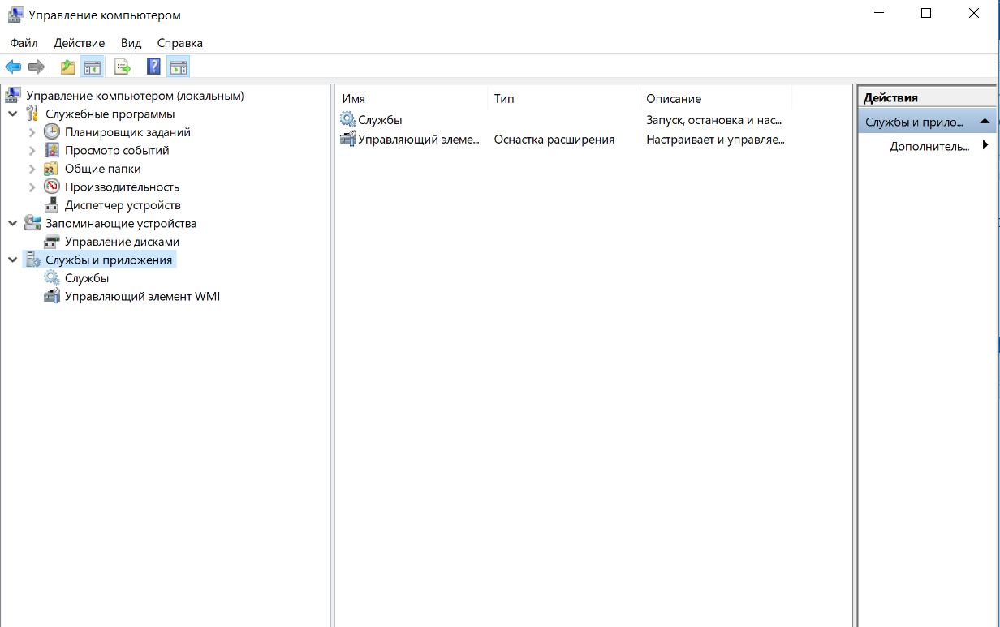 Управление компьютером
Файл Действие Вид Справка
Управление компьютером (локальным)
Служебные программы
Планировщик заданий
Просмотр событий
Общие папки
Производительность
Диспетчер устройств
Запоминающие устройства
Управление дисками
Службы и приложения
Службы
Управляющий элемент WMI
Имя Тип Описание
Службы Запуск, остановка и нас...
Управляющий элеме... Оснастка расширения Настраивает и управляе...
Действия
Службы и прило...
Дополнитель...